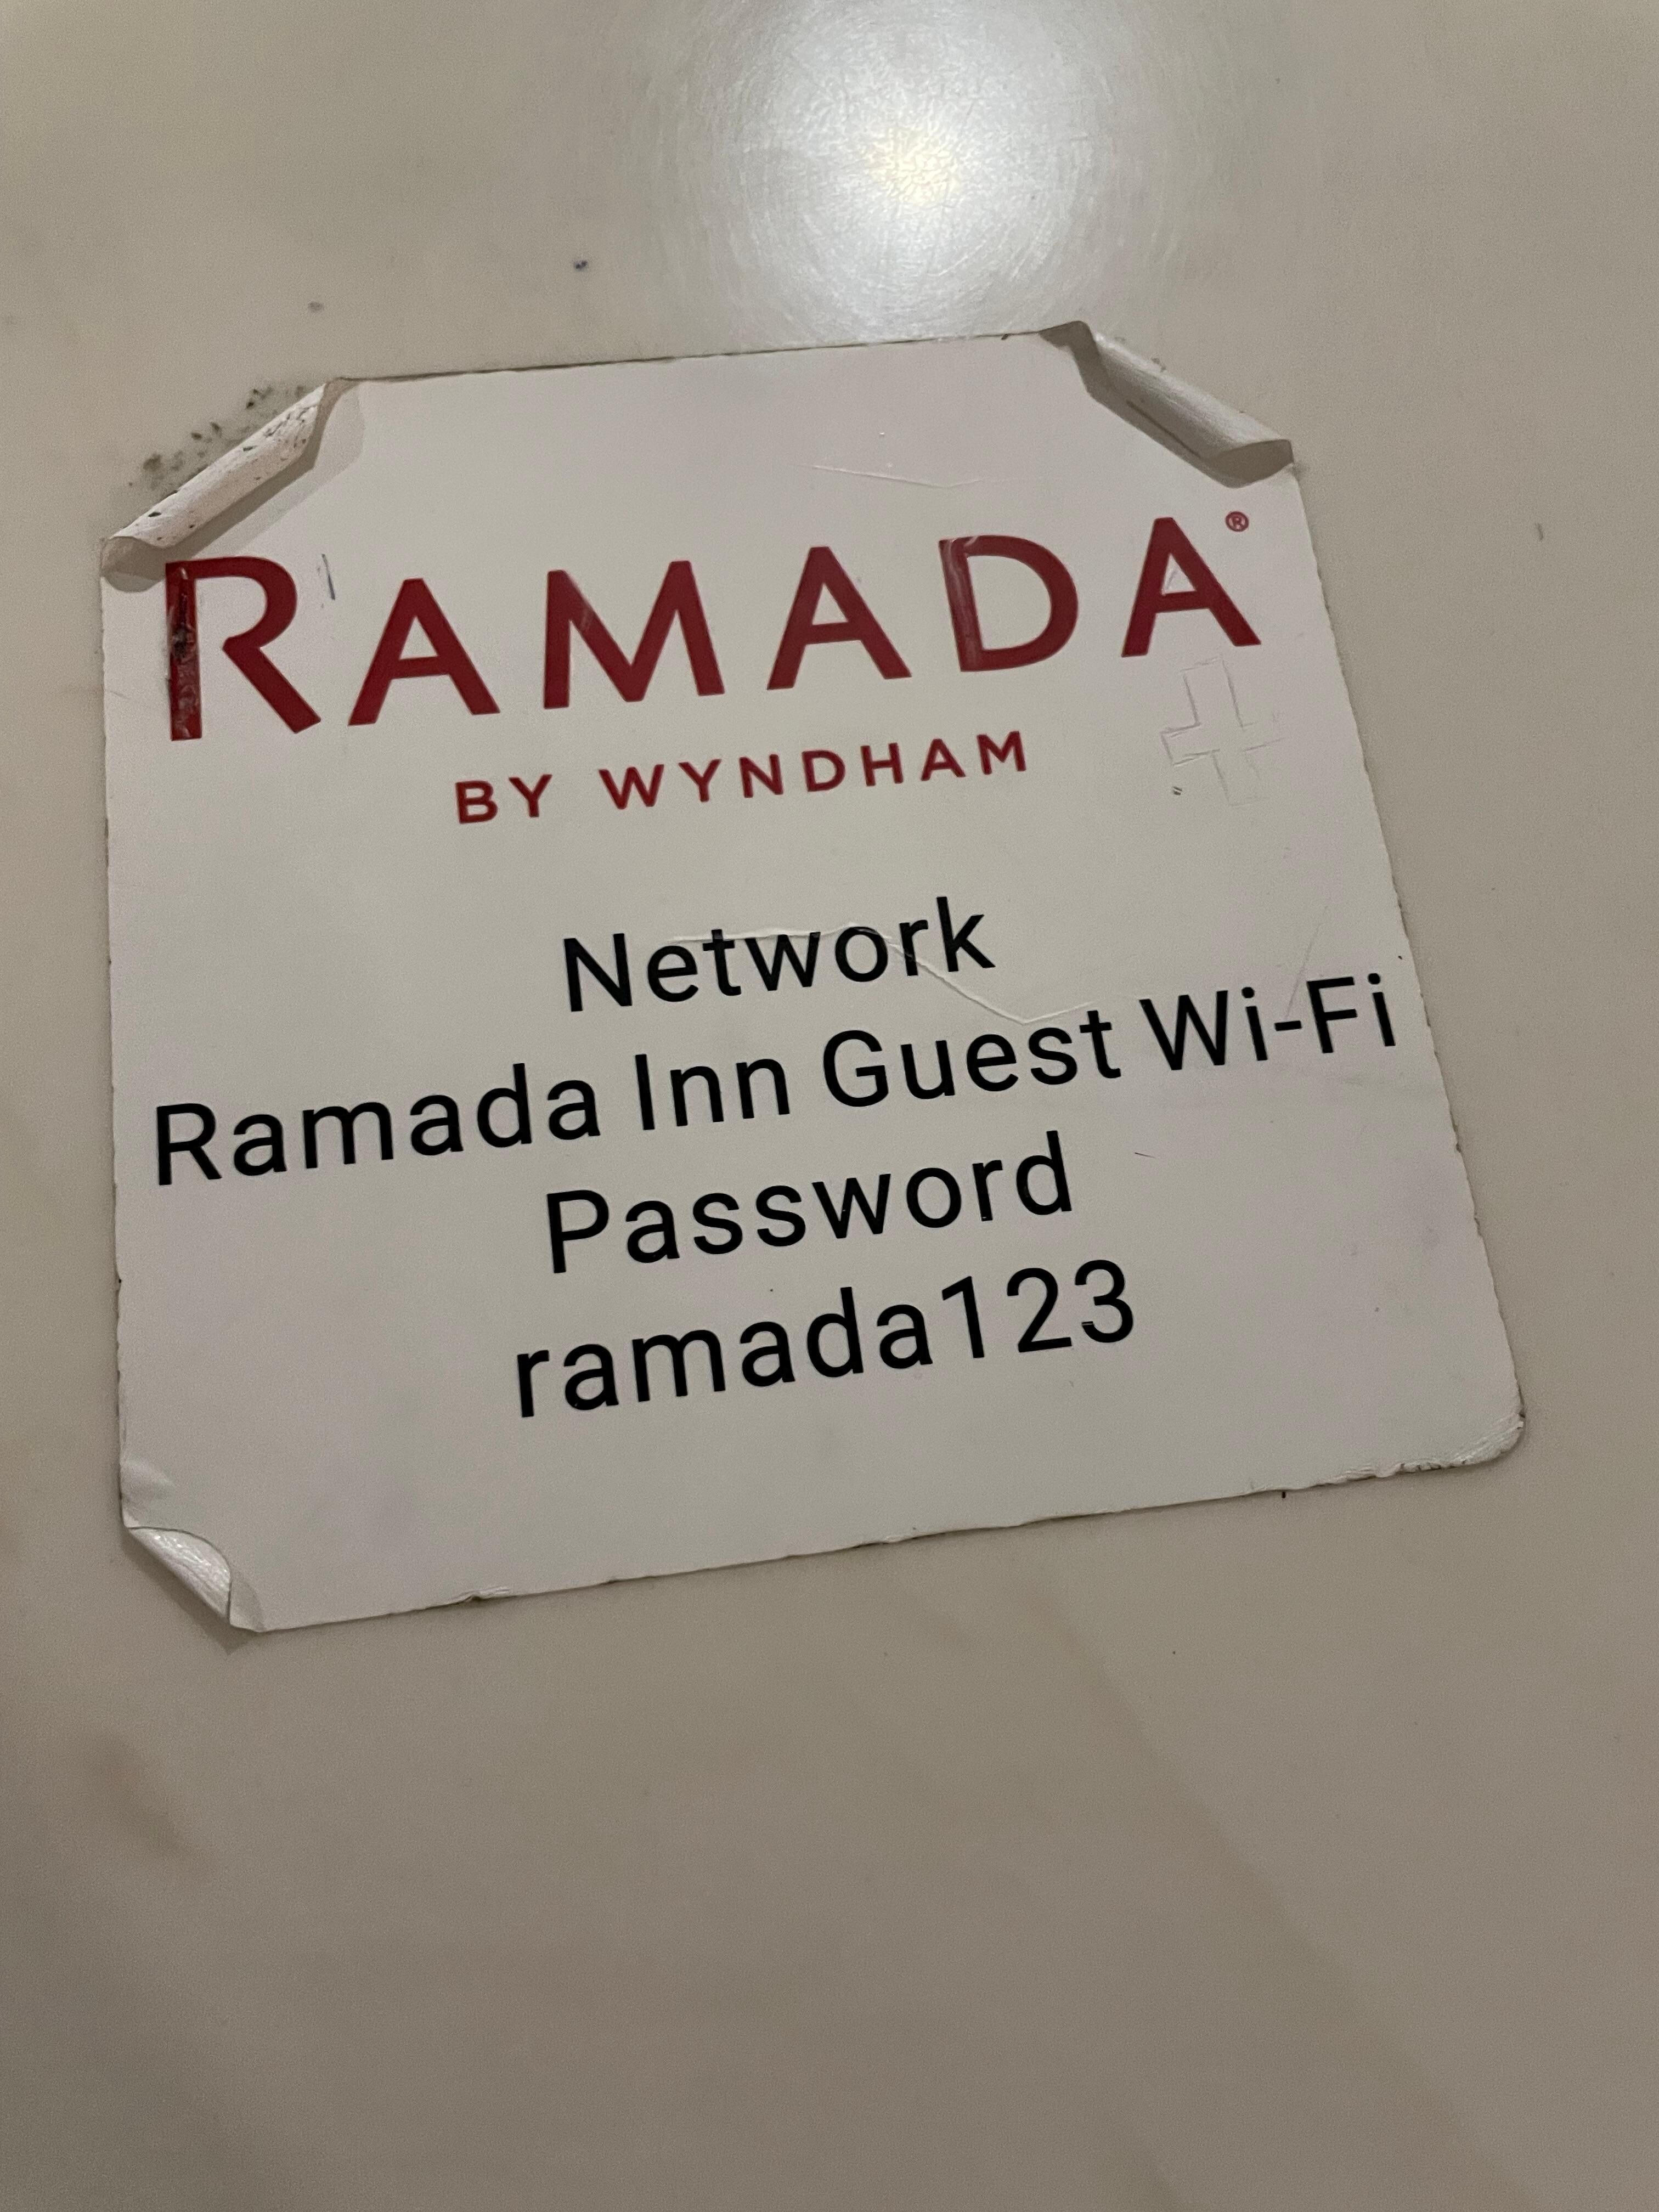 RAMADA®
BY WYNDHAM
Network
Ramada Inn Guest Wi-Fi
Password
ramada123